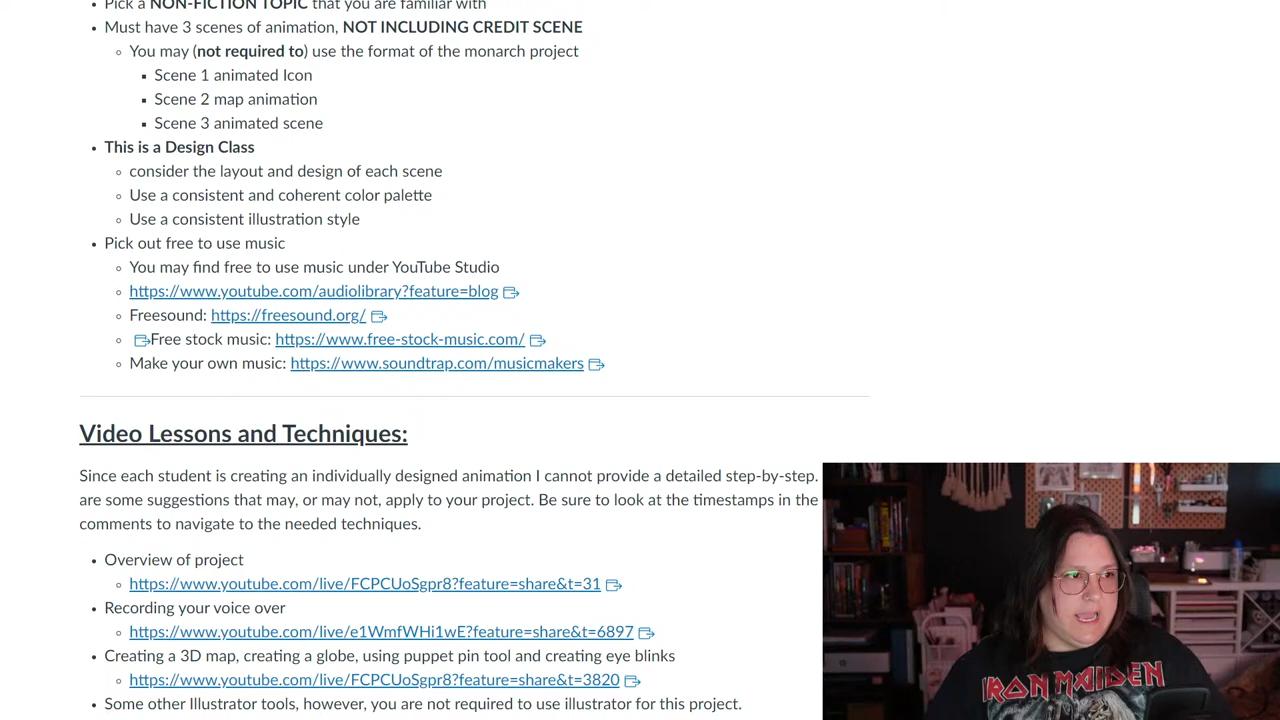 Pick a NON-FICTION TOPIC that you are familiar with
Must have 3 scenes of animation, NOT INCLUDING CREDIT SCENE
You may (not required to) use the format of the monarch project
Scene 1 animated Icon
Scene 2 map animation
Scene 3 animated scene
This is a Design Class
consider the layout and design of each scene
Use a consistent and coherent color palette
Use a consistent illustration style
Pick out free to use music
You may find free to use music under YouTube Studio
https://www.youtube.com/audiolibrary?feature=blog
Freesound: https://freesound.org/
Free stock music: https://www.free-stock-music.com/
Make your own music: https://www.soundtrap.com/musicmakers
Video Lessons and Techniques:
Since each student is creating an individually designed animation I cannot provide a detailed step-by-step.
are some suggestions that may, or may not, apply to your project. Be sure to look at the timestamps in the
comments to navigate to the needed techniques.
Overview of project
https://www.youtube.com/live/FCPCUoSgpr8?feature=share&t=31
Recording your voice over
https://www.youtube.com/live/e1WmfWHi1wE?feature=share&t=6897
Creating a 3D map, creating a globe, using puppet pin tool and creating eye blinks
https://www.youtube.com/live/FCPCUoSgpr8?feature=share&t=3820
Some other Illustrator tools, however, you are not required to use illustrator for this project.
IRON MAIDEN